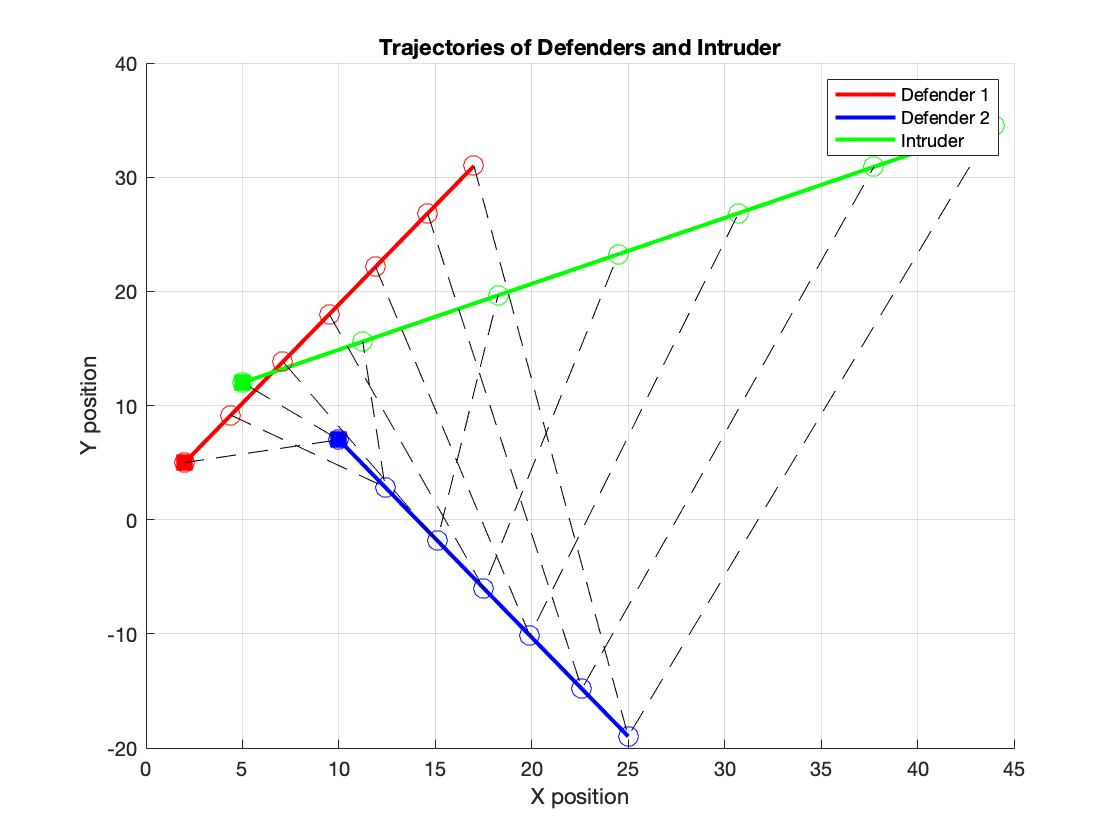 Trajectories of Defenders and Intruder
Defender 1
Defender 2
Intruder
Y position
40
30
20
10
0
-10
-20
0 5 10 15 20 25 30 35 40 45
X position